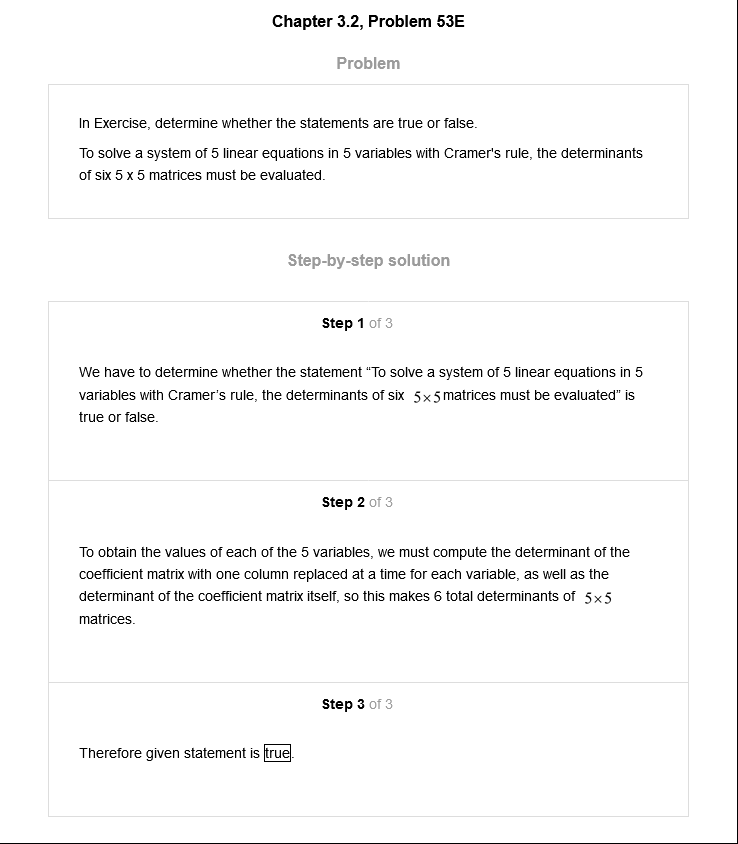 Chapter 3.2, Problem 53E
Problem
In Exercise, determine whether the statements are true or false.
To solve a system of 5 linear equations in 5 variables with Cramer's rule, the determinants
of six 5 x 5 matrices must be evaluated.
Step-by-step solution
Step 1 of 3
We have to determine whether the statement “To solve a system of 5 linear equations in 5
variables with Cramer’s rule, the determinants of six 5×5 matrices must be evaluated” is
true or false.
Step 2 of 3
To obtain the values of each of the 5 variables, we must compute the determinant of the
coefficient matrix with one column replaced at a time for each variable, as well as the
determinant of the coefficient matrix itself, so this makes 6 total determinants of 5×5
matrices.
Step 3 of 3
Therefore given statement is true.